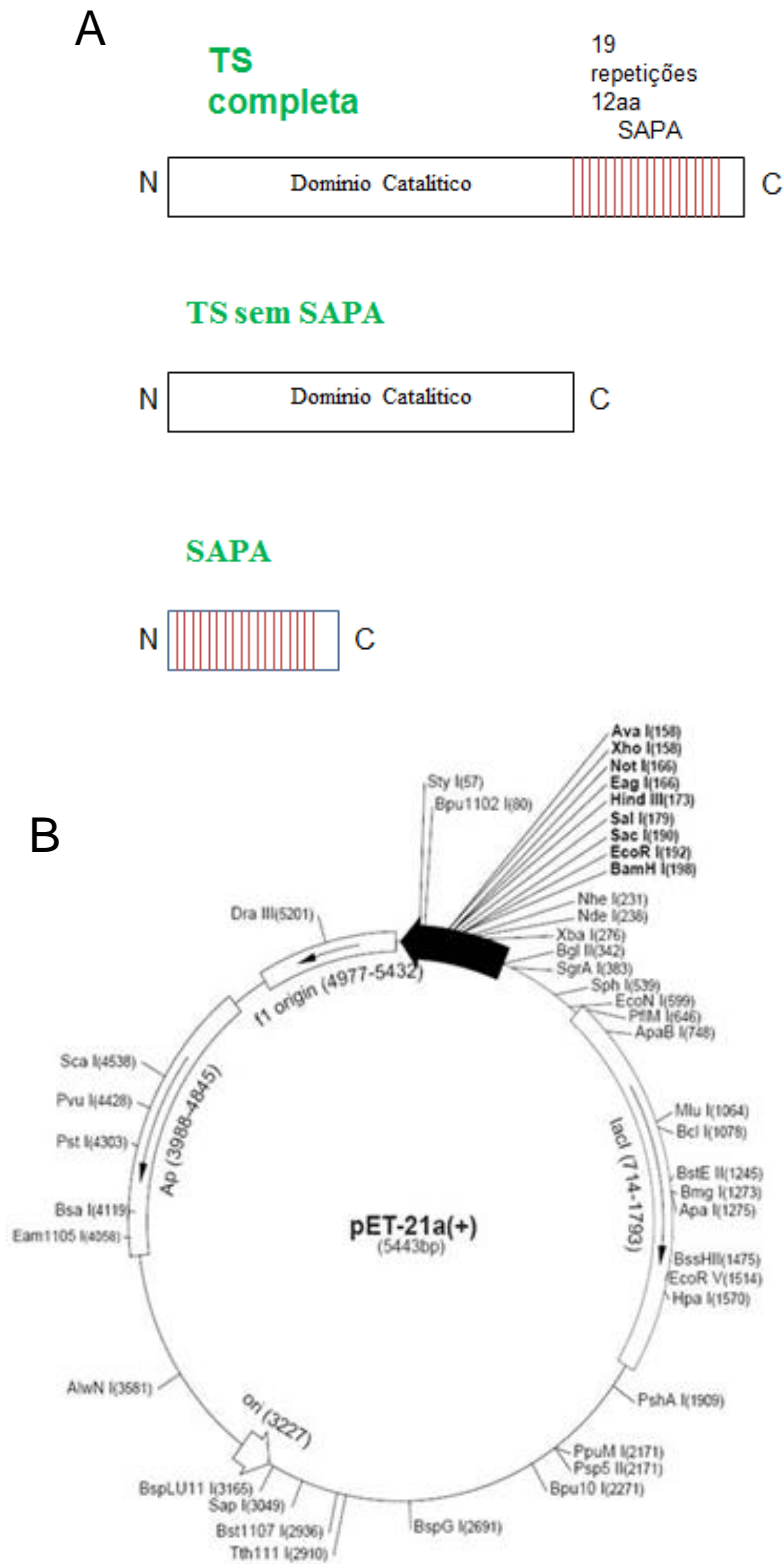 A
TS
completa
19
repetições
12aa
SAPA
N
Domínio Catalítico
C
TS sem SAPA
N
Domínio Catalítico
C
SAPA
N
C
B
Ava I(158)
Xho I(158)
Not I(166)
Eag I(166)
Hind III(173)
Sal I(179)
Sac I(190)
EcoR I(192)
BamH I(198)
Sty I(57)
Bpu1102 I(80)
Nhe I(231)
Nde I(238)
Xba I(276)
Bgl II(342)
SgrA I(383)
Sph I(539)
EcoN I(599)
PflM I(646)
ApaB I(748)
Dra III(5201)
f1 origin (4977-5432)
Sca I(4538)
Pvu I(4428)
Pst I(4303)
Ap (3988-4845)
Bsa I(4119)
Eam1105 I(4058)
Mlu I(1064)
Bcl I(1078)
lacI (714-1793)
BstE II(1245)
Bmg I(1273)
Apa I(1275)
BssHII(1475)
EcoR V(1514)
Hpa I(1570)
pET-21a(+)
(5443bp)
AlwN I(3581)
ori (3227)
PshA I(1909)
PpuM I(2171)
Psp5 II(2171)
Bpu10 I(2271)
BspLU11 I(3165)
Sap I(3049)
Bst1107 I(2936)
Tth111 I(2910)
BspG I(2691)